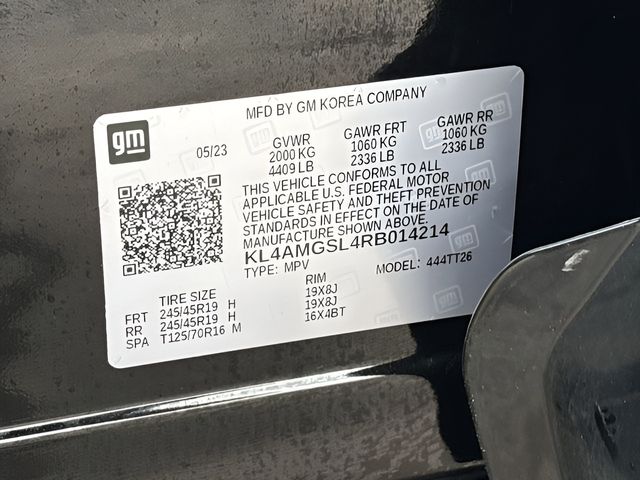 MFD BY GM KOREA COMPANY
gm
05/23 GVWR GAWR FRT GAWR RR
2000 KG 1060 KG 1060 KG
4409 LB 2336 LB 2336 LB
THIS VEHICLE CONFORMS TO ALL
APPLICABLE U.S. FEDERAL MOTOR
VEHICLE SAFETY AND THEFT PREVENTION
STANDARDS IN EFFECT ON THE DATE OF
MANUFACTURE SHOWN ABOVE.
KL4AMGSL4RB014214
TYPE: MPV MODEL: 444TT26
TIRE SIZE RIM
FRT 245/45R19 H 19X8J
RR 245/45R19 H 19X8J
SPA T125/70R16 M 16X4BT